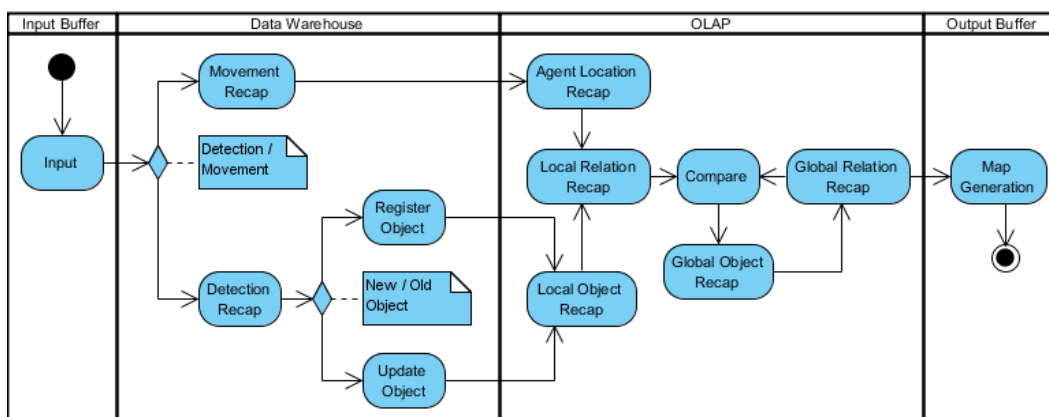 Input Buffer
Data Warehouse
OLAP
Output Buffer
Movement
Recap
Agent Location
Recap
Input
Detection /
Movement
Local Relation
Recap
Compare
Global Relation
Recap
Map
Generation
Register
Object
Global Object
Recap
Detection
Recap
New / Old
Object
Local Object
Recap
Update
Object